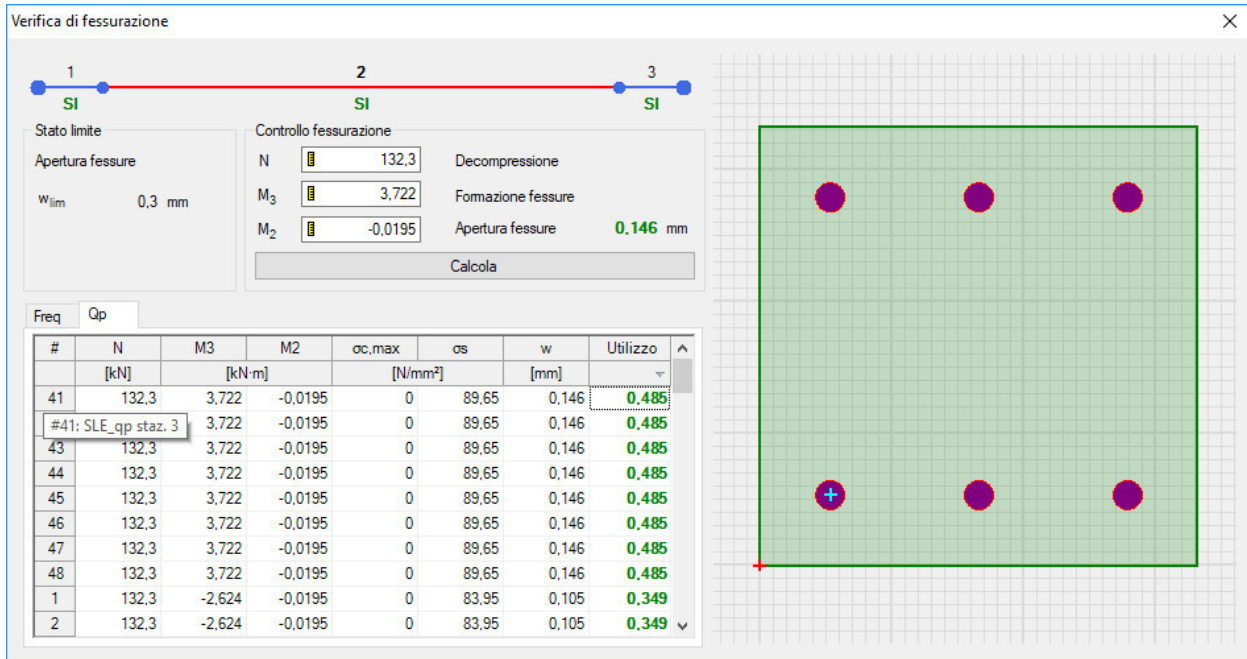 Verifica di fessurazione
1 2 3
SI SI SI
Stato limite
Apertura fessure
wlim 0,3 mm
Controllo fessurazione
N 132,3 Decompressione
M3 3,722 Formazione fessure
M2 -0,0195 Apertura fessure 0,146 mm
Calcola
Freq Qp
# N M3 M2 σc,max σs w Utilizzo
[kN] [kN·m] [N/mm²] [mm]
41 132,3 3,722 -0,0195 0 89,65 0,146 0,485
#41: SLE_qp staz. 3 3,722 -0,0195 0 89,65 0,146 0,485
43 132,3 3,722 -0,0195 0 89,65 0,146 0,485
44 132,3 3,722 -0,0195 0 89,65 0,146 0,485
45 132,3 3,722 -0,0195 0 89,65 0,146 0,485
46 132,3 3,722 -0,0195 0 89,65 0,146 0,485
47 132,3 3,722 -0,0195 0 89,65 0,146 0,485
48 132,3 3,722 -0,0195 0 89,65 0,146 0,485
1 132,3 -2,624 -0,0195 0 83,95 0,105 0,349
2 132,3 -2,624 -0,0195 0 83,95 0,105 0,349